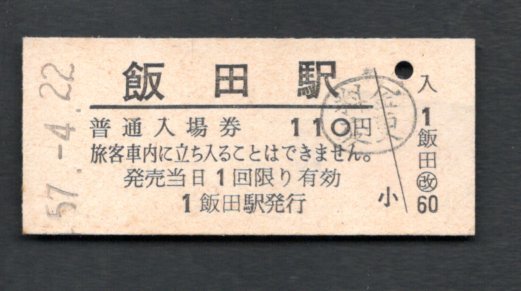 飯田駅
普通入場券 110円
旅客車内に立ち入ることはできません。
発売当日1回限り有効
1飯田駅発行
小
入
1
飯田
改
60
57.-4.22